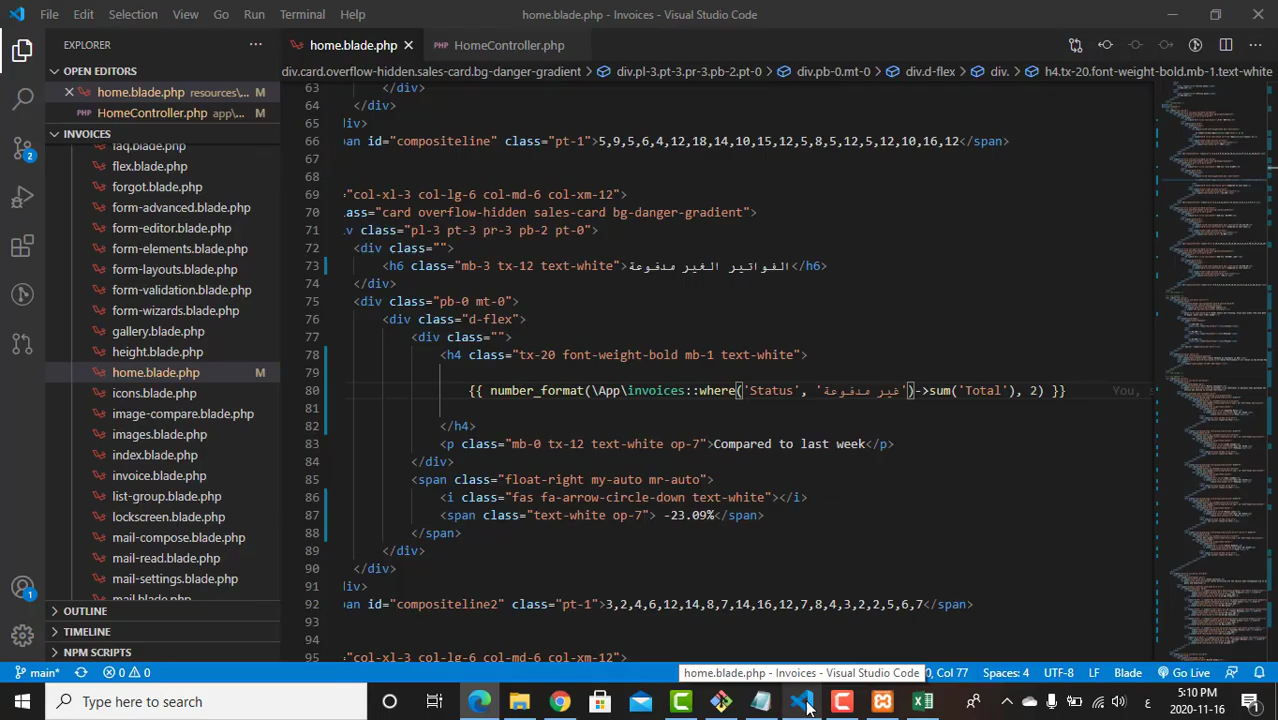 File Edit Selection View Go Run Terminal Help home.blade.php - Invoices - Visual Studio Code
EXPLORER
OPEN EDITORS
home.blade.php resources\... M
HomeController.php app\... M
INVOICES
faq.blade.php
flex.blade.php
forgot.blade.php
form-advanced.blade.php
form-editor.blade.php
form-elements.blade.php
form-layouts.blade.php
form-validation.blade.php
form-wizards.blade.php
gallery.blade.php
height.blade.php
home.blade.php M
icons.blade.php
image-compare.blade.php
images.blade.php
index.blade.php
invoice.blade.php
list-group.blade.php
lockscreen.blade.php
mail-compose.blade.php
mail-read.blade.php
mail-settings.blade.php
mail.blade.php
OUTLINE
TIMELINE
NPM SCRIPTS
home.blade.php HomeController.php
div.card.overflow-hidden.sales-card.bg-danger-gradient > div.pl-3.pt-3.pr-3.pb-2.pt-0 > div.pb-0.mt-0 > div.d-flex > div. > h4.tx-20.font-weight-bold.mb-1.text-white
63 </div>
64 </div>
65 div>
66 pan id="compositeline" class="pt-1">5,9,5,6,4,12,18,14,10,15,12,5,8,5,12,5,12,10,16,12</span>
67
68
69 ="col-xl-3 col-lg-6 col-md-6 col-xm-12">
70 lass="card overflow-hidden sales-card bg-danger-gradient">
71 iv class="pl-3 pt-3 pr-3 pb-2 pt-0">
72 <div class="">
73 <h6 class="mb-3 tx-12 text-white">الفواتير الغير مدفوعة</h6>
74 </div>
75 <div class="pb-0 mt-0">
76 <div class="d-flex">
77 <div class="">
78 <h4 class="tx-20 font-weight-bold mb-1 text-white">
79
80 {{ number_format(\App\invoices::where('Status', 'غير مدفوعة')->sum('Total'), 2) }} You,
81
82 </h4>
83 <p class="mb-0 tx-12 text-white op-7">Compared to last week</p>
84 </div>
85 <span class="float-right my-auto mr-auto">
86 <i class="fas fa-arrow-circle-down text-white"></i>
87 <span class="text-white op-7"> -23.09%</span>
88 </span>
89 </div>
90 </div>
91 div>
92 pan id="compositeline2" class="pt-1">3,2,4,6,12,14,8,7,14,16,12,7,8,4,3,2,2,5,6,7</span>
93
94
95 ="col-xl-3 col-lg-6 col-md-6 col-xm-12">
home.blade.php - Invoices - Visual Studio Code
main* 0 0 0, Col 77 Spaces: 4 UTF-8 LF Blade Go Live
2
1
Type here to search
ع 5:10 PM
2020-11-16
1